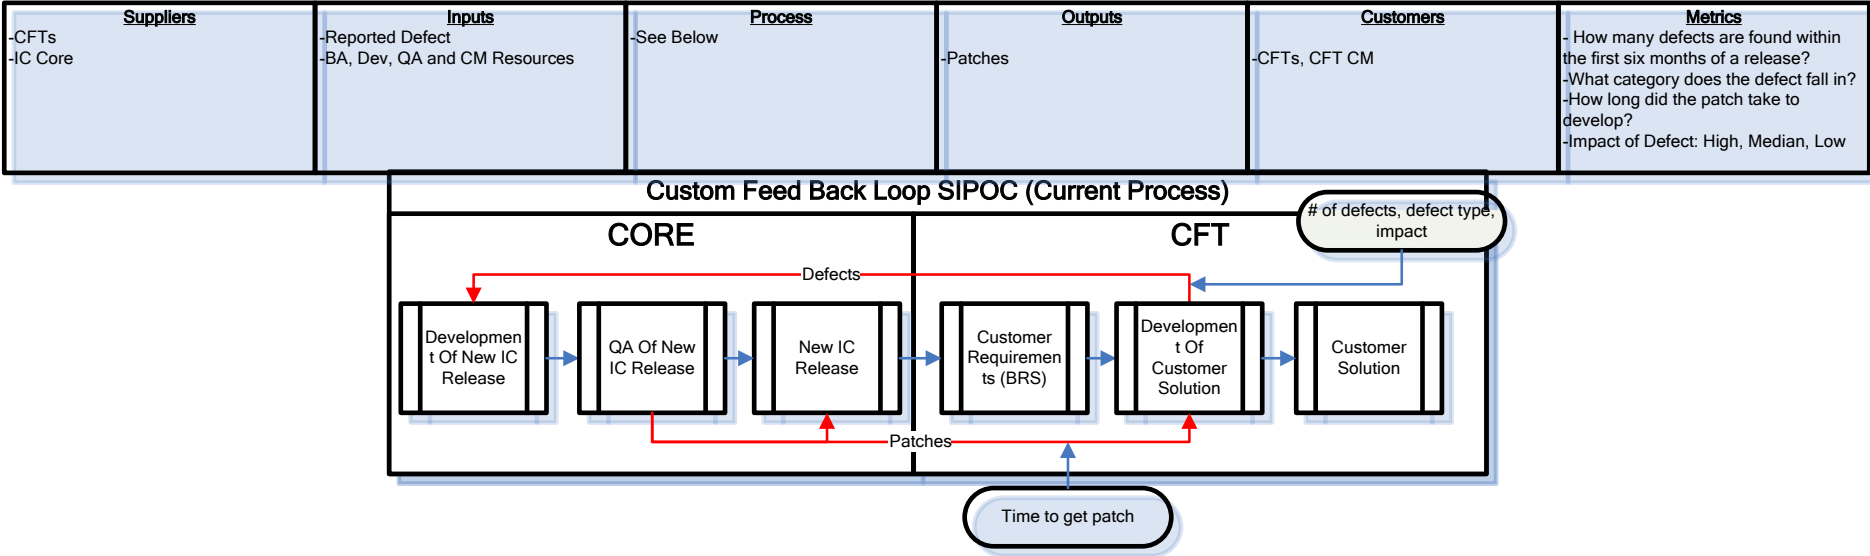 Suppliers
-CFTs
-IC Core
Inputs
-Reported Defect
-BA, Dev, QA and CM Resources
Process
-See Below
Outputs
-Patches
Customers
-CFTs, CFT CM
Metrics
- How many defects are found within
the first six months of a release?
-What category does the defect fall in?
-How long did the patch take to
develop?
-Impact of Defect: High, Median, Low
Custom Feed Back Loop SIPOC (Current Process)
# of defects, defect type,
impact
CORE
CFT
Defects
Developmen
t Of New IC
Release
QA Of New
IC Release
New IC
Release
Customer
Requiremen
ts (BRS)
Developmen
t Of
Customer
Solution
Customer
Solution
Patches
Time to get patch